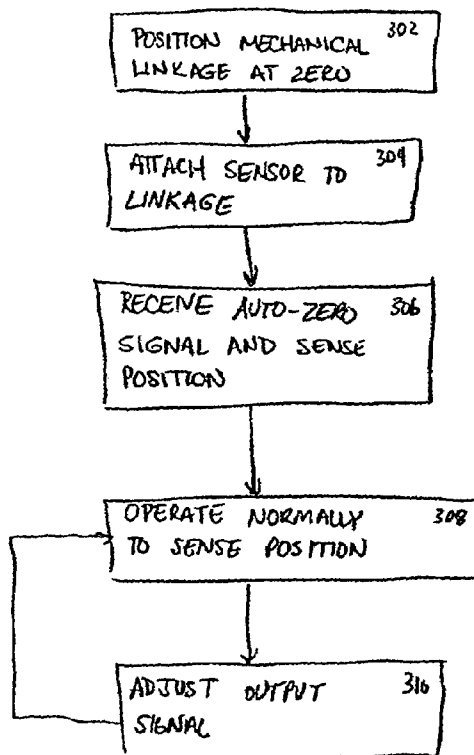 POSITION MECHANICAL 302
LINKAGE AT ZERO
ATTACH SENSOR TO 304
LINKAGE
RECEIVE AUTO-ZERO 306
SIGNAL AND SENSE
POSITION
OPERATE NORMALLY 308
TO SENSE POSITION
ADJUST OUTPUT 310
SIGNAL